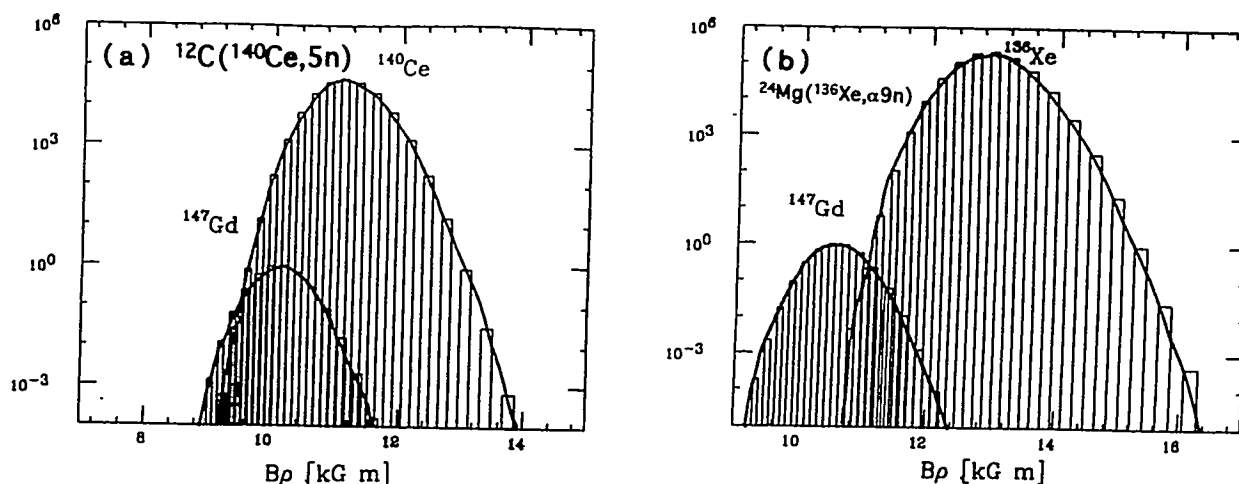 10⁶
(a) ¹²C(¹⁴⁰Ce,5n) ¹⁴⁰Ce
10³
¹⁴⁷Gd
10⁰
10⁻³
8 10 12 14
Bρ [kG m]
10⁶
(b) ¹³⁶Xe
²⁴Mg(¹³⁶Xe,α9n)
10³
¹⁴⁷Gd
10⁰
10⁻³
10 12 14 16
Bρ [kG m]